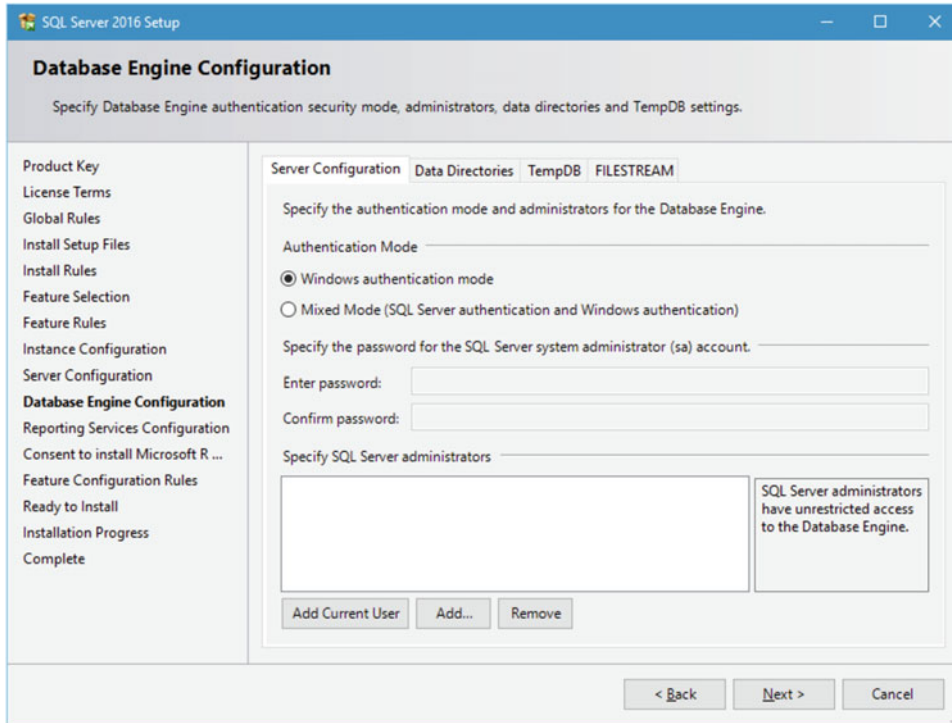 SQL Server 2016 Setup
Database Engine Configuration
Specify Database Engine authentication security mode, administrators, data directories and TempDB settings.
Product Key
License Terms
Global Rules
Install Setup Files
Install Rules
Feature Selection
Feature Rules
Instance Configuration
Server Configuration
Database Engine Configuration
Reporting Services Configuration
Consent to install Microsoft R ...
Feature Configuration Rules
Ready to Install
Installation Progress
Complete
Server Configuration Data Directories TempDB FILESTREAM
Specify the authentication mode and administrators for the Database Engine.
Authentication Mode
Windows authentication mode
Mixed Mode (SQL Server authentication and Windows authentication)
Specify the password for the SQL Server system administrator (sa) account.
Enter password:
Confirm password:
Specify SQL Server administrators
SQL Server administrators
have unrestricted access
to the Database Engine.
Add Current User Add... Remove
< Back Next > Cancel